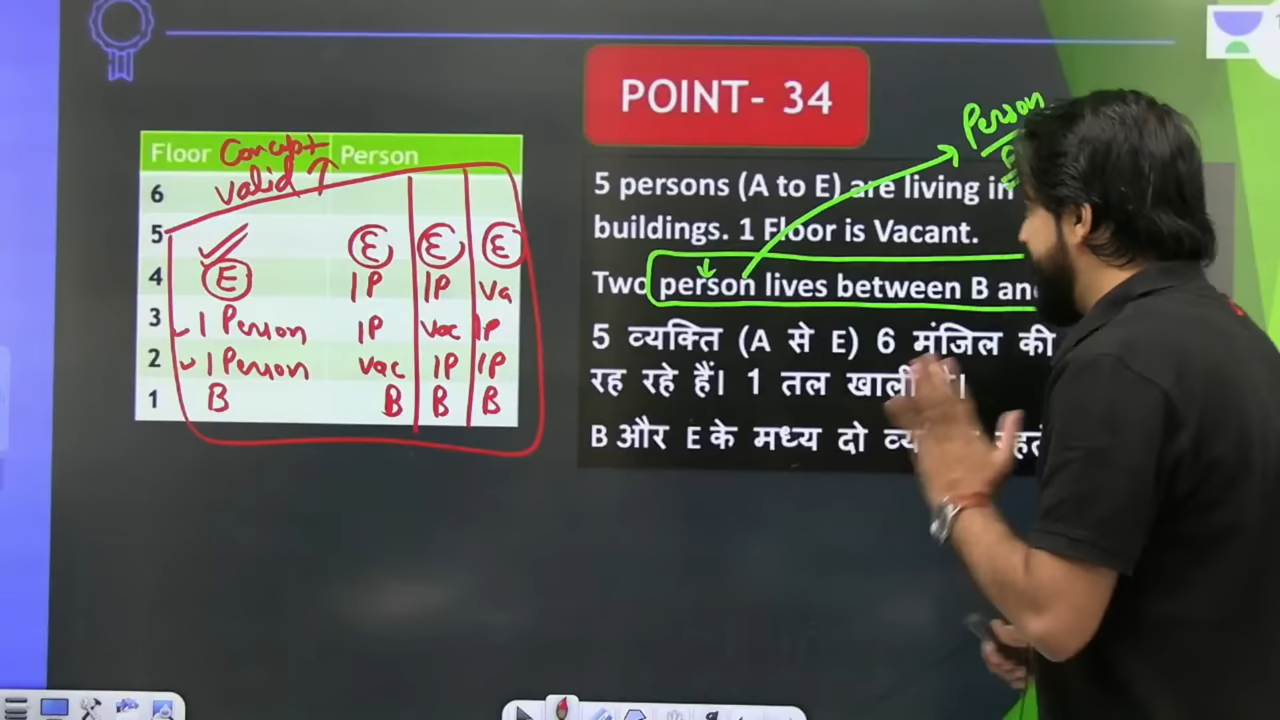 POINT- 34
Person
Floor Concept Person
valid
6
5 E E E
4 E 1P 1P Va
3 1 Person 1P vac 1P
2 1 Person vac 1P 1P
1 B B B B
5 persons (A to E) are living in
buildings. 1 Floor is Vacant.
Two person lives between B and
5 व्यक्ति (A से E) 6 मंजिल की
रह रहे हैं। 1 तल खाली
B और E के मध्य दो